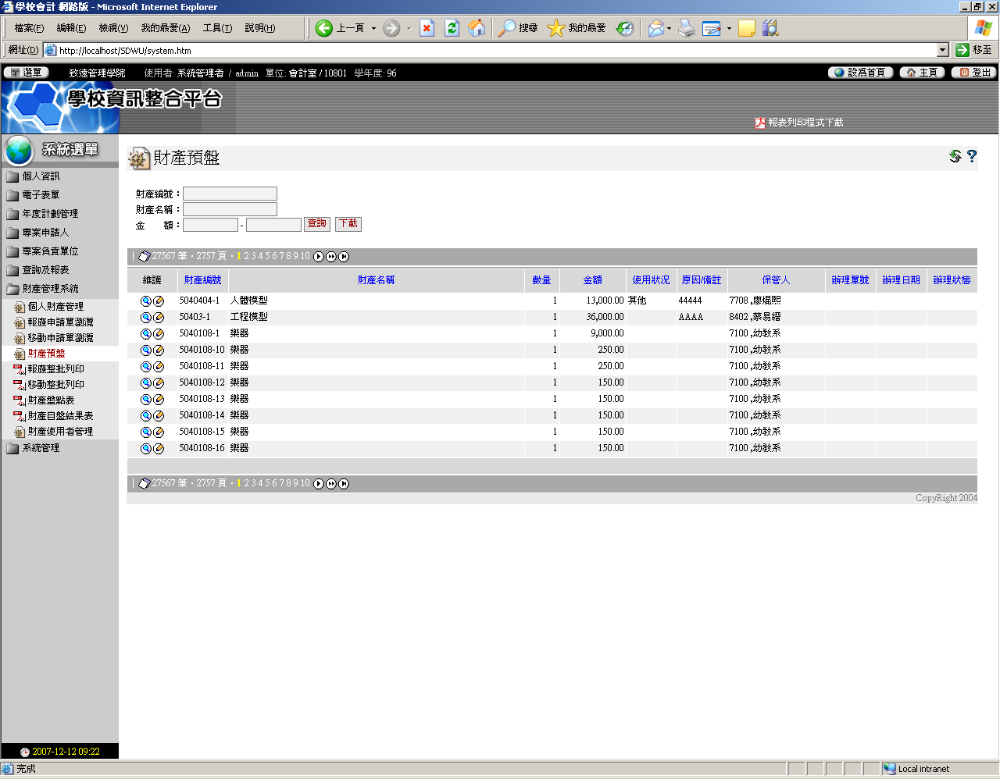 學校會計 網路版 - Microsoft Internet Explorer
檔案(F) 編輯(E) 檢視(V) 我的最愛(A) 工具(T) 說明(H) 上一頁 搜尋 我的最愛
網址(D) http://localhost/SDWU/system.htm 移至
選單 致遠管理學院 使用者: 系統管理者 / admin 單位: 會計室 / 10801 學年度: 96 設為首頁 主頁 登出
學校資訊整合平台
報表列印程式下載
系統選單
個人資訊
電子表單
年度計劃管理
專案申請人
專案負責單位
查詢及報表
財產管理系統
個人財產管理
報廢申請單瀏灠
移動申請單瀏灠
財產預盤
報廢整批列印
移動整批列印
財產盤點表
財產自盤結果表
財產使用者管理
系統管理
2007-12-12 09:22
財產預盤
財產編號：
財產名稱：
金 額： - 查詢 下載
| 27567 筆‧2757 頁‧1 2 3 4 5 6 7 8 9 10
維護 財產編號 財產名稱 數量 金額 使用狀況 原因/備註 保管人 辦理單號 辦理日期 辦理狀態
5040404-1 人體模型 1 13,000.00 其他 44444 7708 ,廖焜熙
50403-1 工程模型 1 36,000.00 AAAA 8402 ,蔡易縉
5040108-1 樂器 1 9,000.00 7100 ,幼教系
5040108-10 樂器 1 250.00 7100 ,幼教系
5040108-11 樂器 1 250.00 7100 ,幼教系
5040108-12 樂器 1 150.00 7100 ,幼教系
5040108-13 樂器 1 150.00 7100 ,幼教系
5040108-14 樂器 1 150.00 7100 ,幼教系
5040108-15 樂器 1 150.00 7100 ,幼教系
5040108-16 樂器 1 150.00 7100 ,幼教系
| 27567 筆‧2757 頁‧1 2 3 4 5 6 7 8 9 10
CopyRight 2004
完成 Local intranet